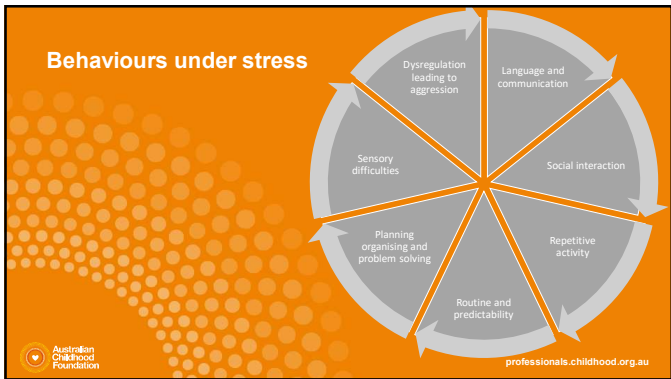 Behaviours under stress
Dysregulation
leading to
aggression
Language and
communication
Social interaction
Repetitive
activity
Routine and
predictability
Planning
organising and
problem solving
Sensory
difficulties
Australian
Childhood
Foundation
professionals.childhood.org.au